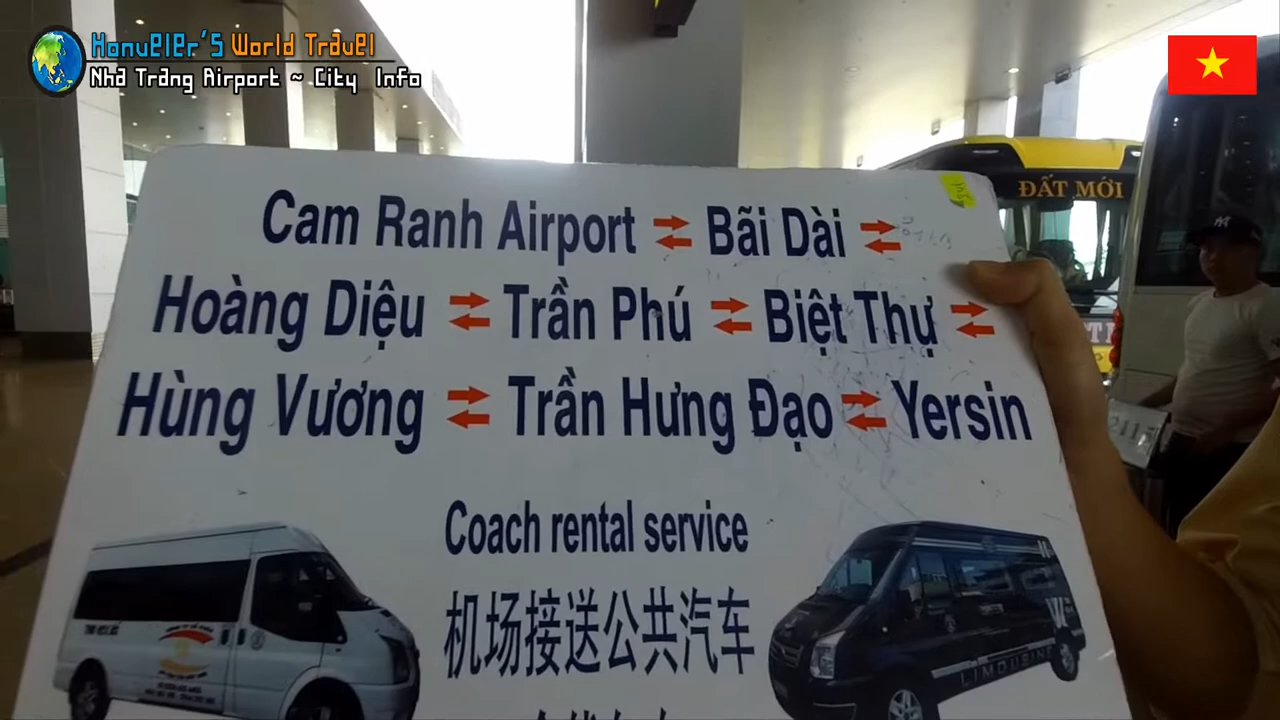 Hanveler'S World Travel
Nha Trang Airport ~ City Info
ĐẤT MỚI
Cam Ranh Airport ⇄ Bãi Dài ⇄
Hoàng Diệu ⇄ Trần Phú ⇄ Biệt Thự ⇄
Hùng Vương ⇄ Trần Hưng Đạo ⇄ Yersin
Coach rental service
机场接送公共汽车
LIMOUSINE